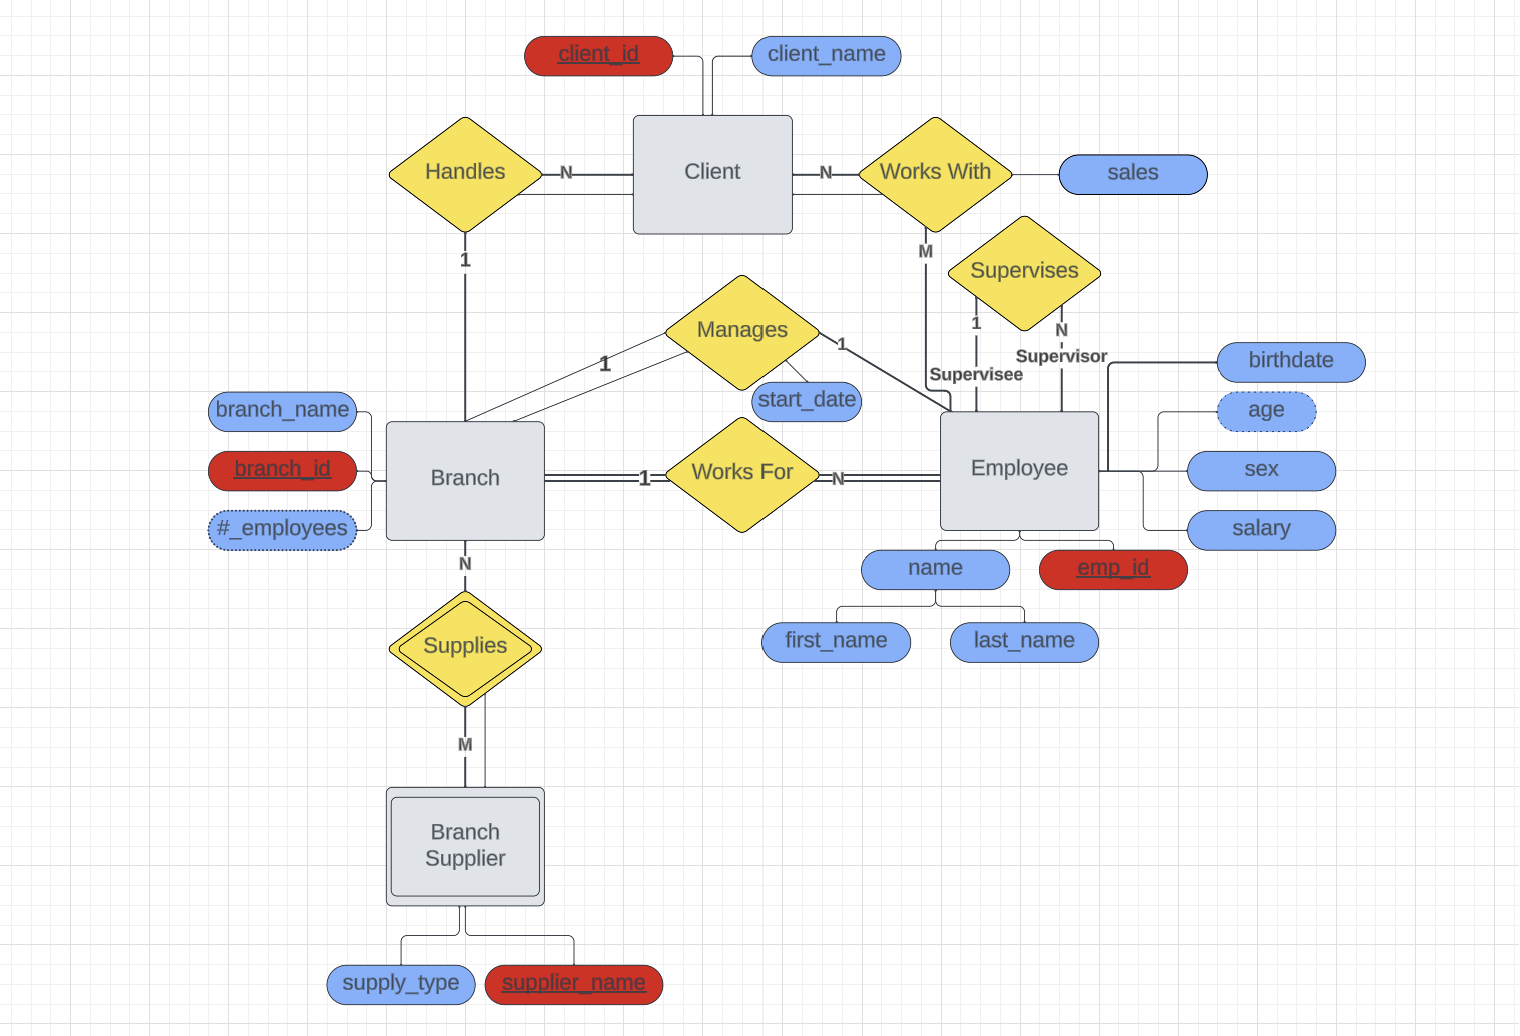 client_id
client_name
Handles
N
Client
N
Works With
sales
1
M
Supervises
Manages
1
N
1
1
Supervisor
Supervisee
birthdate
start_date
age
branch_name
branch_id
#_employees
Branch
1
Works For
N
Employee
sex
salary
N
name
emp_id
first_name
last_name
Supplies
M
Branch
Supplier
supply_type
supplier_name